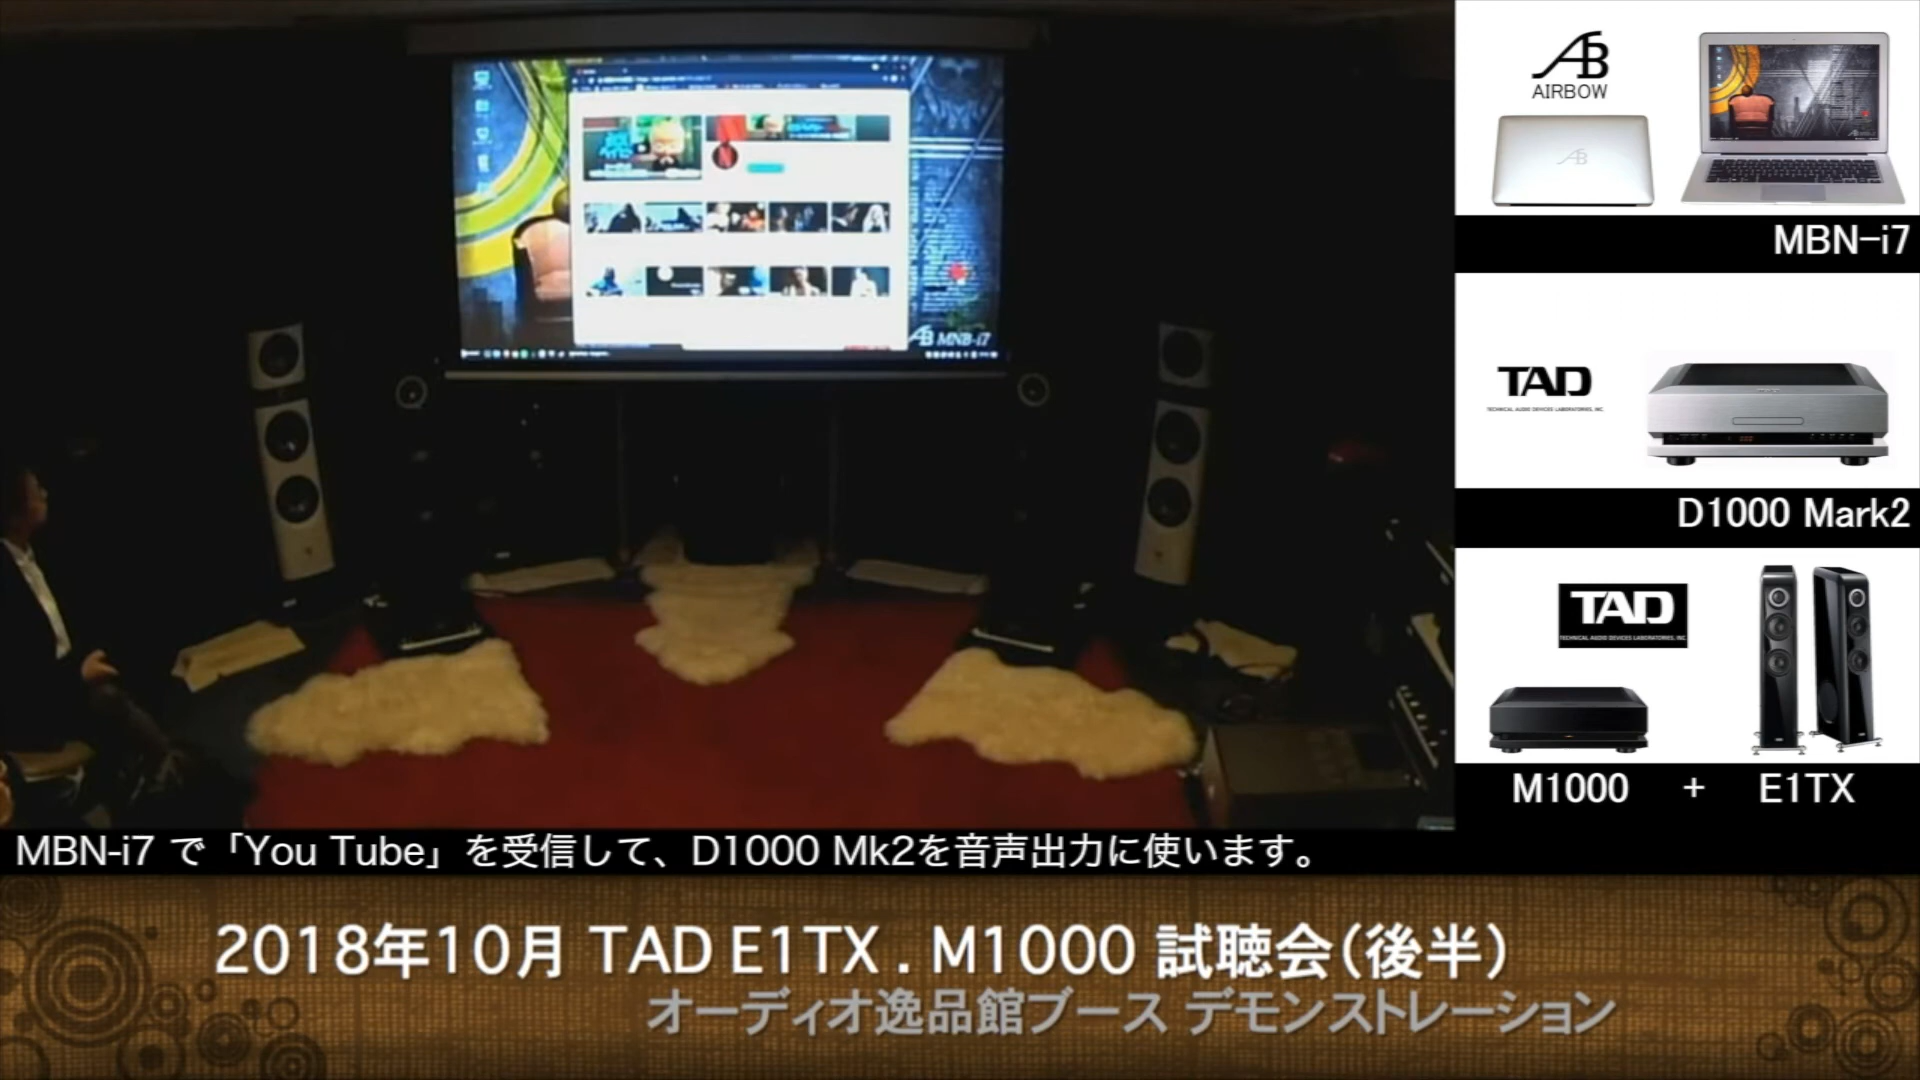 AIRBOW
MBN-i7
TAD
TECHNICAL AUDIO DEVICES LABORATORIES, INC.
D1000 Mark2
TAD
TECHNICAL AUDIO DEVICES LABORATORIES, INC.
M1000 + E1TX
MNB-i7
MBN-i7 で「You Tube」を受信して、D1000 Mk2を音声出力に使います。
2018年10月 TAD E1TX . M1000 試聴会(後半)
オーディオ逸品館ブース デモンストレーション